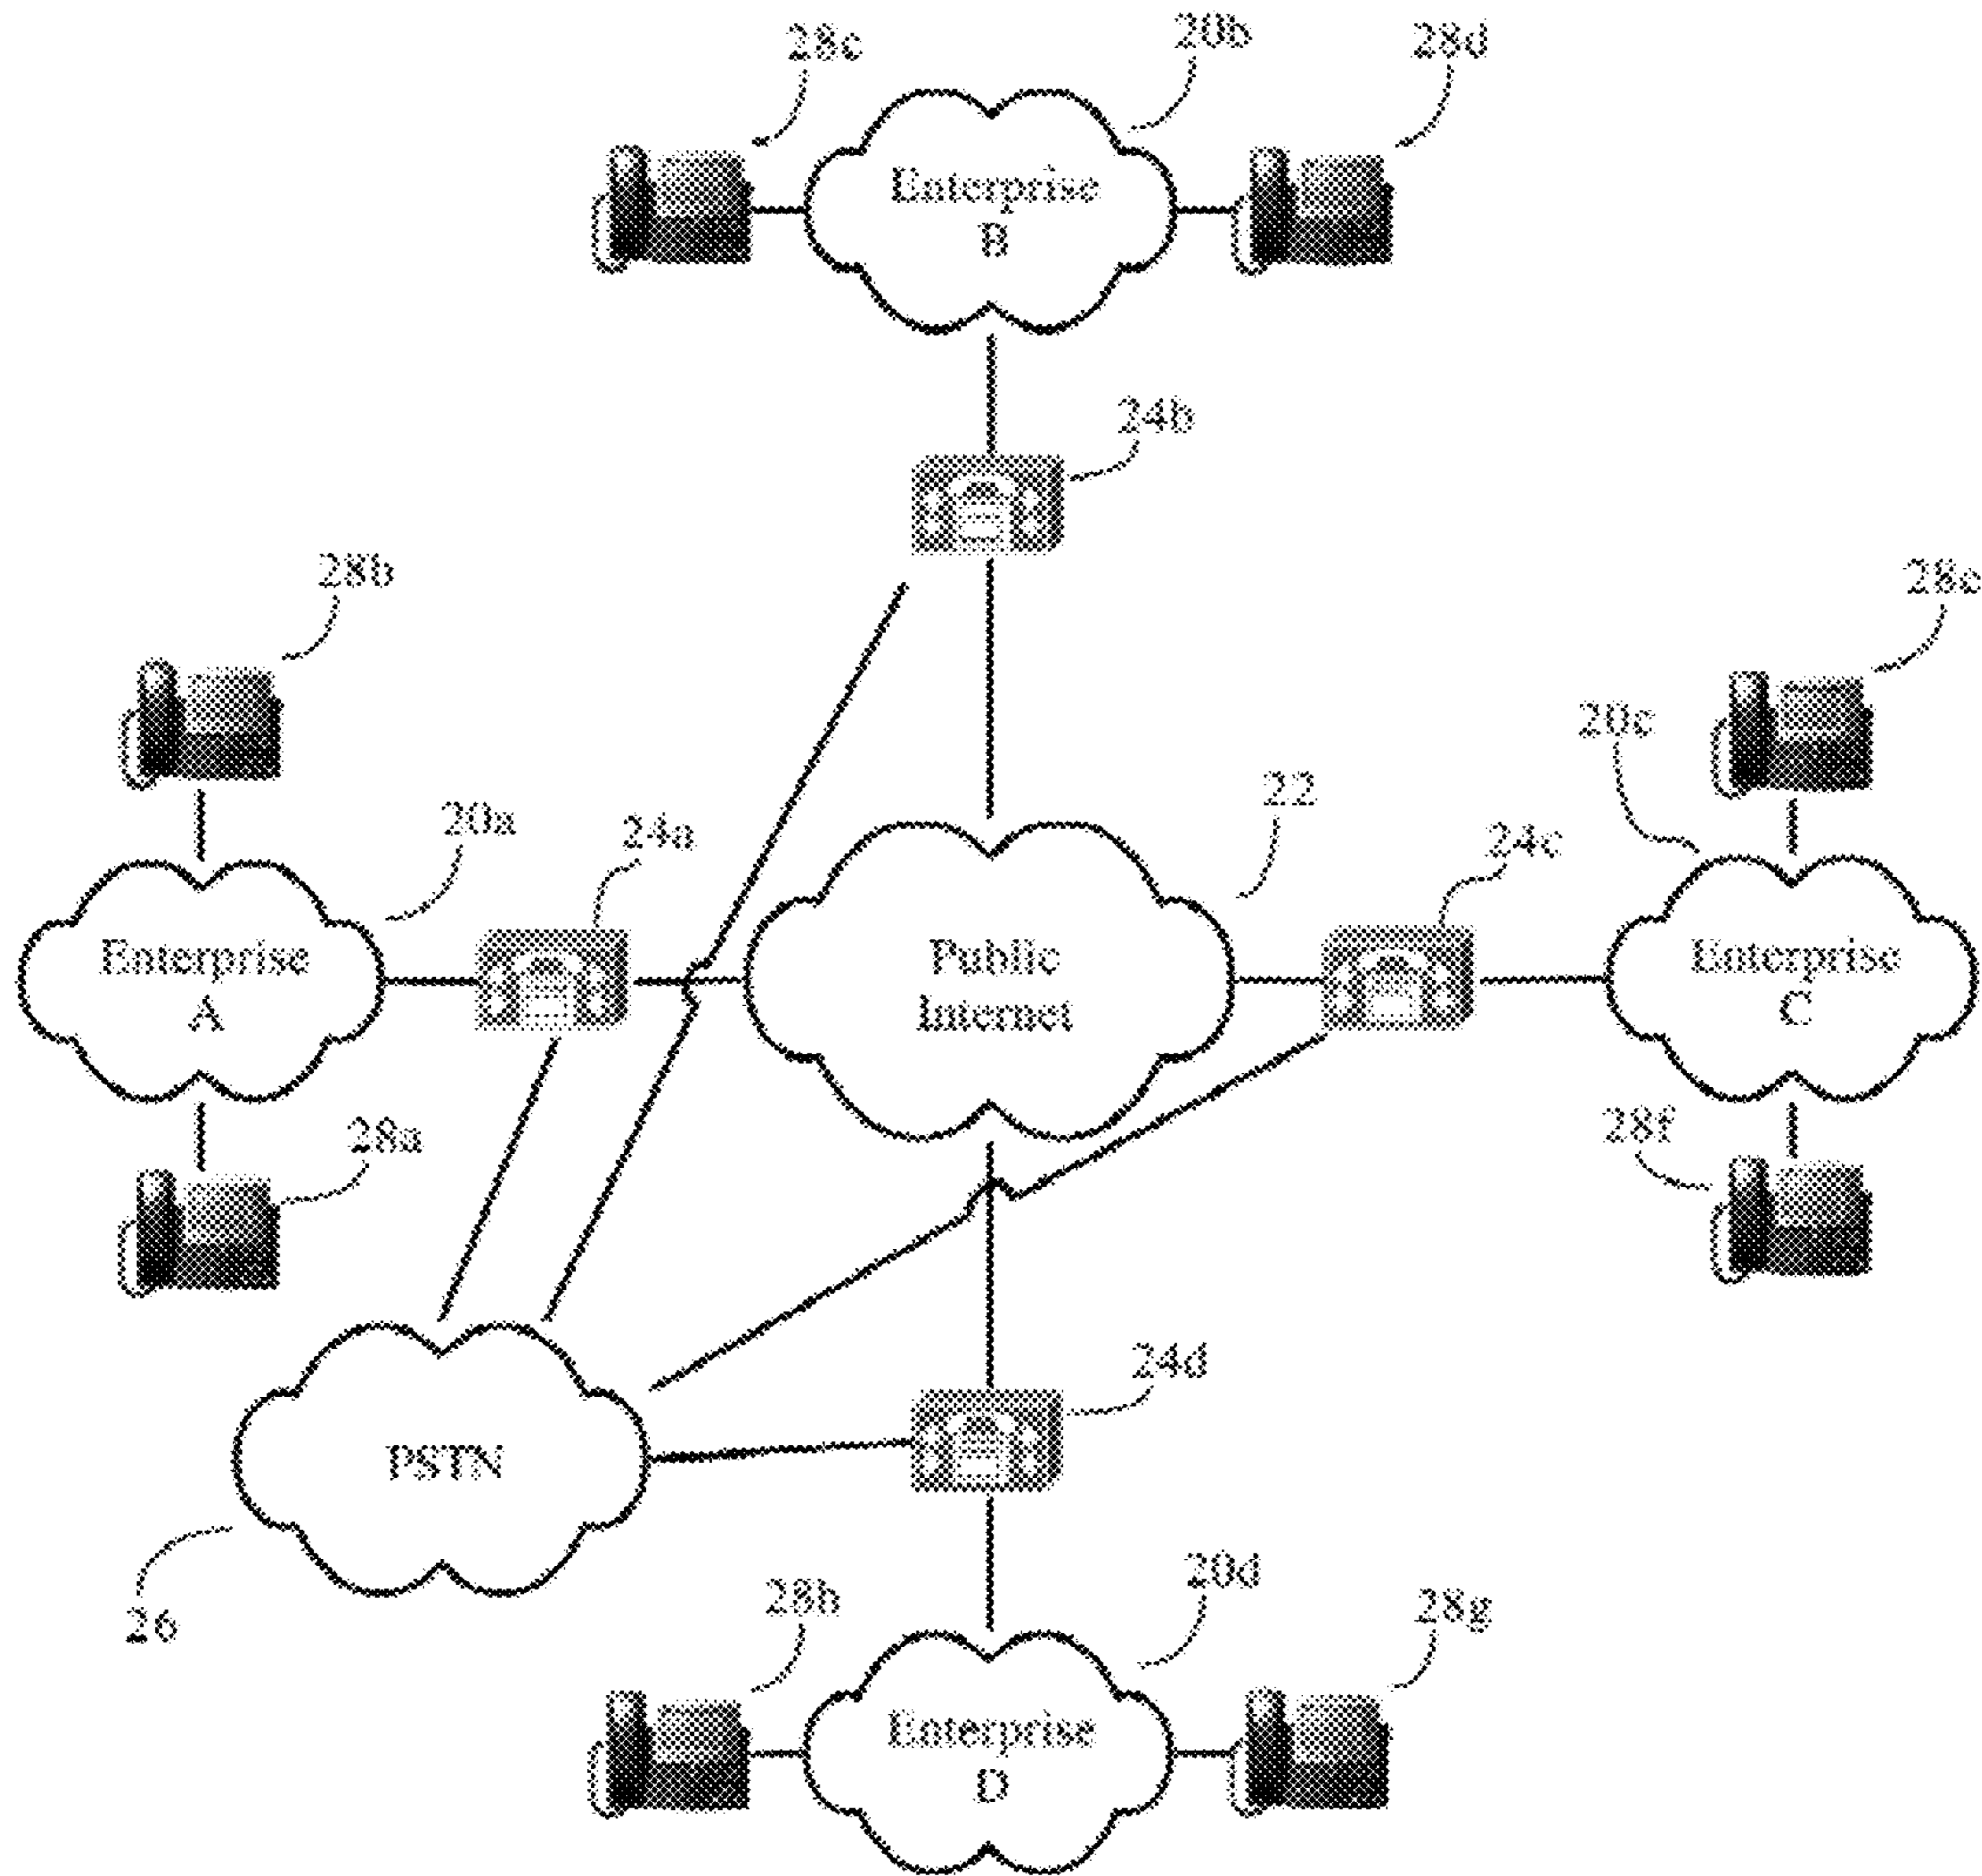 28c
20b
28d
Enterprise
B
24b
28b
28e
20c
22
20a
24a
24c
Enterprise
A
Public
Internet
Enterprise
C
28a
28f
24d
PSTN
26
28h
20d
28g
Enterprise
D